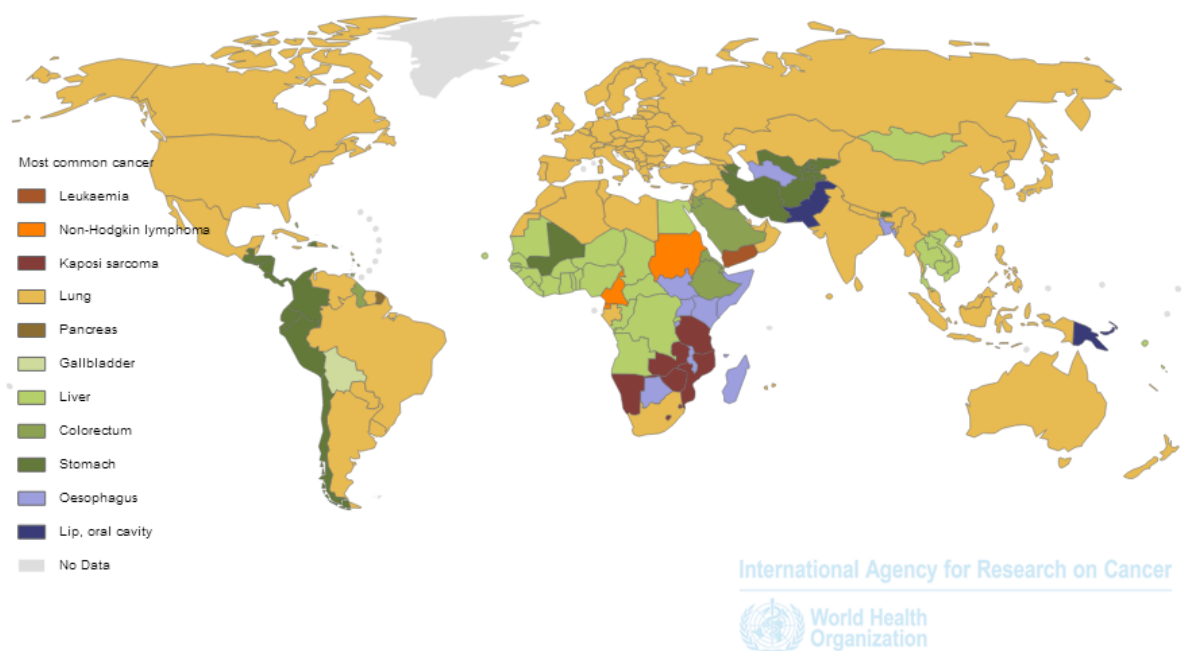 Most common cancer
Leukaemia
Non-Hodgkin lymphoma
Kaposi sarcoma
Lung
Pancreas
Gallbladder
Liver
Colorectum
Stomach
Oesophagus
Lip, oral cavity
No Data
International Agency for Research on Cancer
World Health
Organization